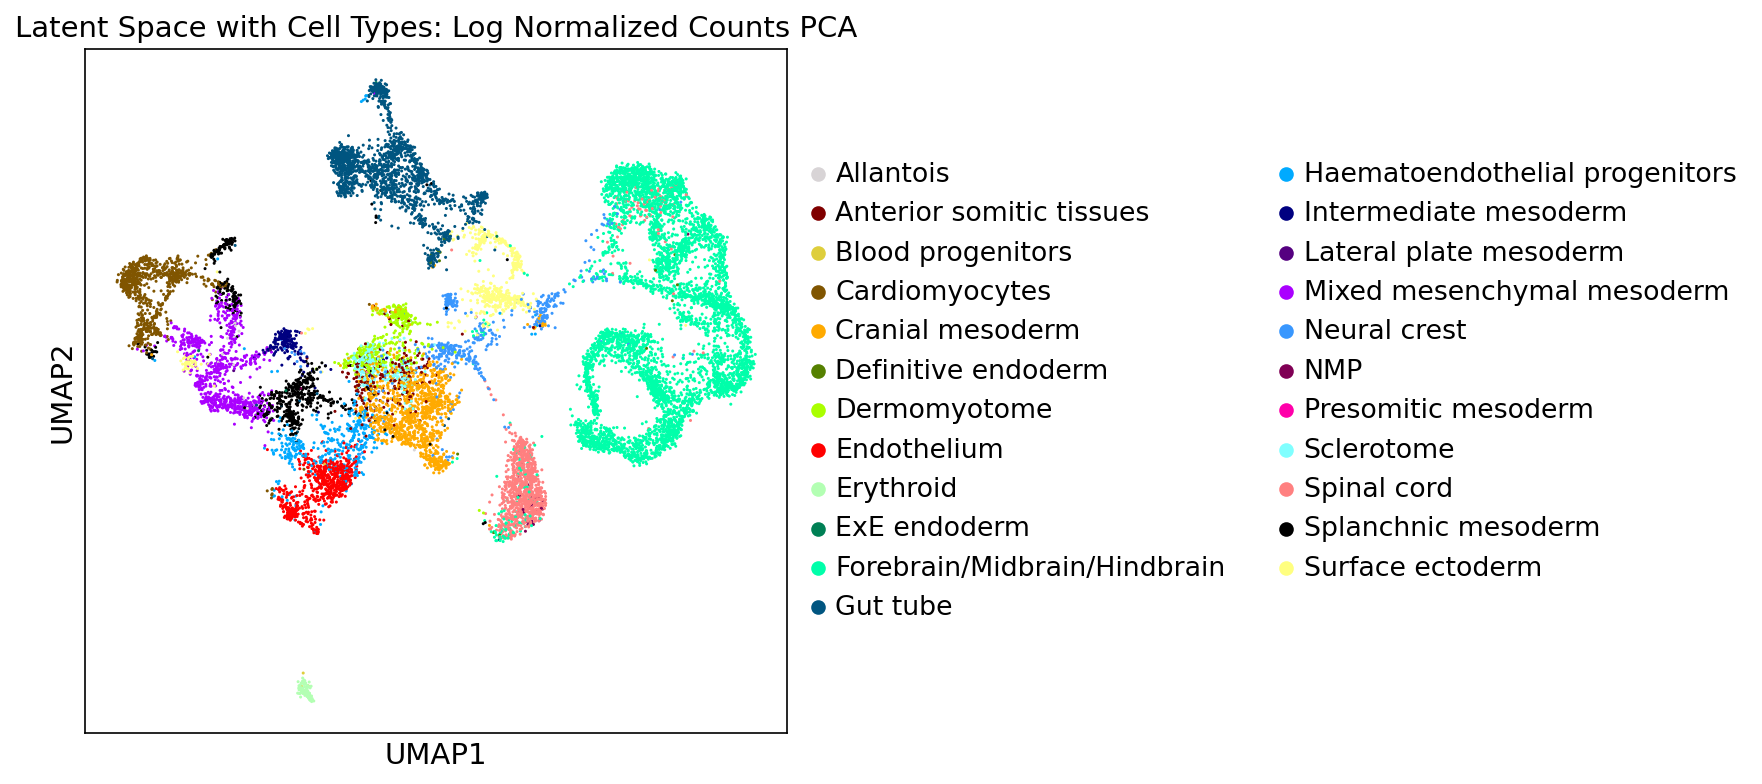 Latent Space with Cell Types: Log Normalized Counts PCA
UMAP2
UMAP1
Allantois
Anterior somitic tissues
Blood progenitors
Cardiomyocytes
Cranial mesoderm
Definitive endoderm
Dermomyotome
Endothelium
Erythroid
ExE endoderm
Forebrain/Midbrain/Hindbrain
Gut tube
Haematoendothelial progenitors
Intermediate mesoderm
Lateral plate mesoderm
Mixed mesenchymal mesoderm
Neural crest
NMP
Presomitic mesoderm
Sclerotome
Spinal cord
Splanchnic mesoderm
Surface ectoderm